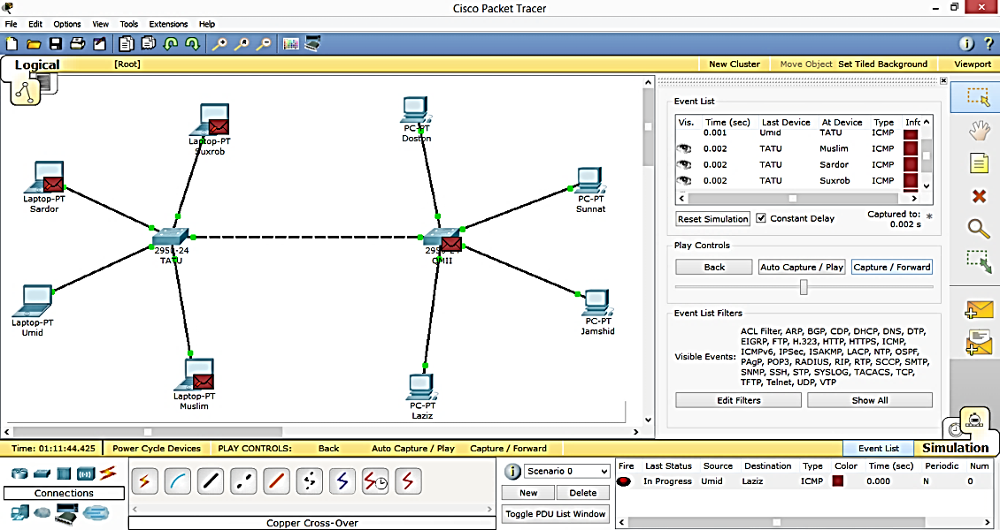 Cisco Packet Tracer
File Edit Options View Tools Extensions Help
Logical [Root] New Cluster Move Object Set Tiled Background Viewport
Laptop-PT
Suxrob
PC-PT
Doston
Laptop-PT
Sardor
PC-PT
Sunnat
2950-24
TATU
QMII
Laptop-PT
Umid
PC-PT
Jamshid
Laptop-PT
Muslim
PC-PT
Laziz
Event List
Vis. Time (sec) Last Device At Device Type Info
0.001 Umid TATU ICMP
0.002 TATU Muslim ICMP
0.002 TATU Sardor ICMP
0.002 TATU Suxrob ICMP
Reset Simulation Constant Delay Captured to: *
0.002 s
Play Controls
Back Auto Capture / Play Capture / Forward
Event List Filters
Visible Events:
ACL Filter, ARP, BGP, CDP, DHCP, DNS, DTP,
EIGRP, FTP, H.323, HTTP, HTTPS, ICMP,
ICMPv6, IPSec, ISAKMP, LACP, NTP, OSPF,
PAgP, POP3, RADIUS, RIP, RTP, SCCP, SMTP,
SNMP, SSH, STP, SYSLOG, TACACS, TCP,
TFTP, Telnet, UDP, VTP
Edit Filters Show All
Time: 01:11:44.425 Power Cycle Devices PLAY CONTROLS: Back Auto Capture / Play Capture / Forward Event List Simulation
Connections
Copper Cross-Over
Scenario 0
New Delete
Toggle PDU List Window
Fire Last Status Source Destination Type Color Time (sec) Periodic Num
In Progress Umid Laziz ICMP 0.000 N 0